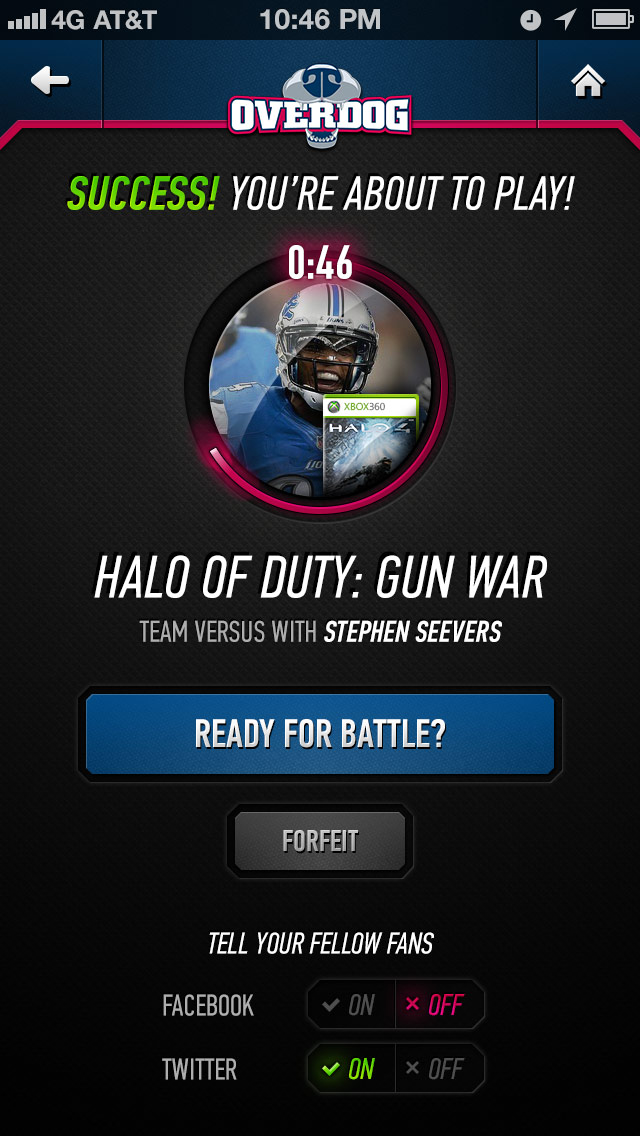 4G AT&T 10:46 PM
OVERDOG
SUCCESS! YOU'RE ABOUT TO PLAY!
0:46
LIONS
XBOX360
HALO 4
HALO OF DUTY: GUN WAR
TEAM VERSUS WITH STEPHEN SEEVERS
READY FOR BATTLE?
FORFEIT
TELL YOUR FELLOW FANS
FACEBOOK ON OFF
TWITTER ON OFF